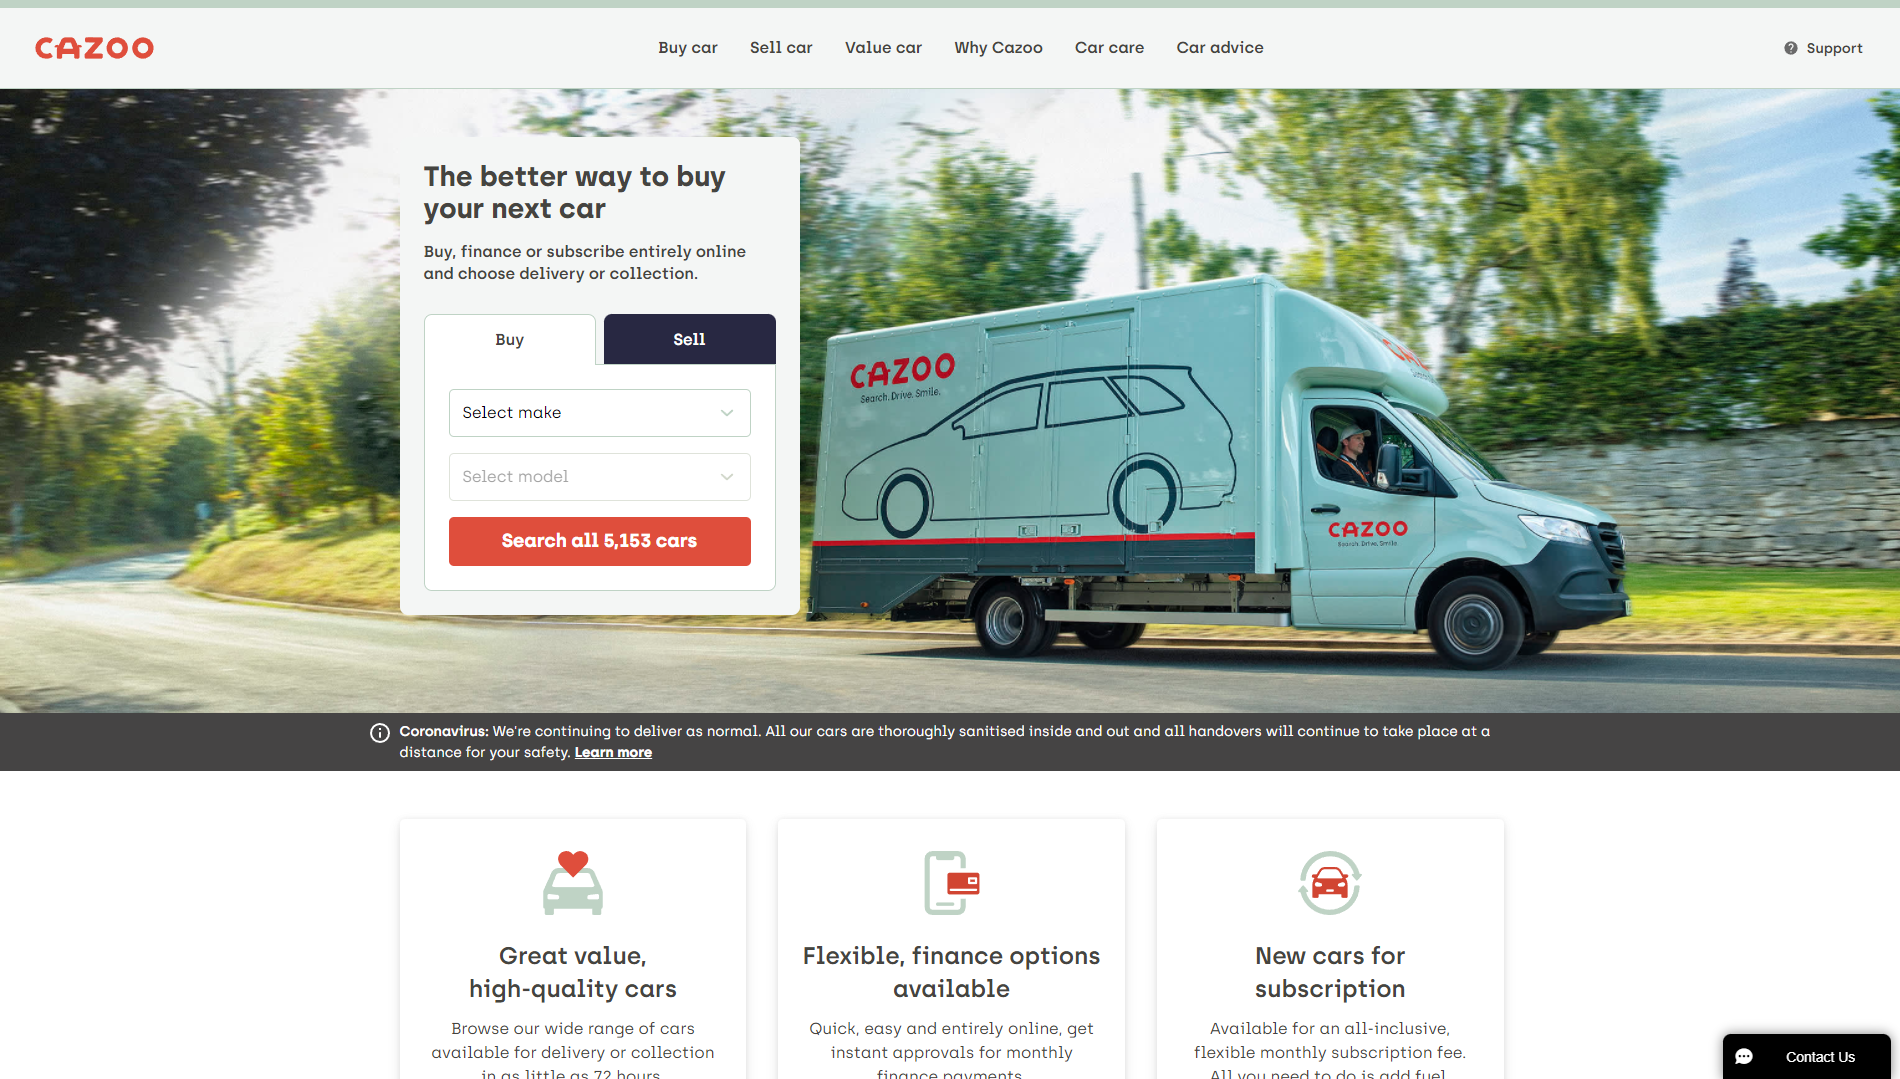 CAZOO
Buy car
Sell car
Value car
Why Cazoo
Car care
Car advice
Support
The better way to buy
your next car
Buy, finance or subscribe entirely online
and choose delivery or collection.
Buy
Sell
Select make
Select model
Search all 5,153 cars
CAZOO
Search. Drive. Smile.
CAZOO
Search. Drive. Smile.
Coronavirus: We're continuing to deliver as normal. All our cars are thoroughly sanitised inside and out and all handovers will continue to take place at a
distance for your safety. Learn more
Great value,
high-quality cars
Browse our wide range of cars
available for delivery or collection
in as little as 72 hours
Flexible, finance options
available
Quick, easy and entirely online, get
instant approvals for monthly
finance payments
New cars for
subscription
Available for an all-inclusive,
flexible monthly subscription fee.
All you need to do is add fuel
Contact Us